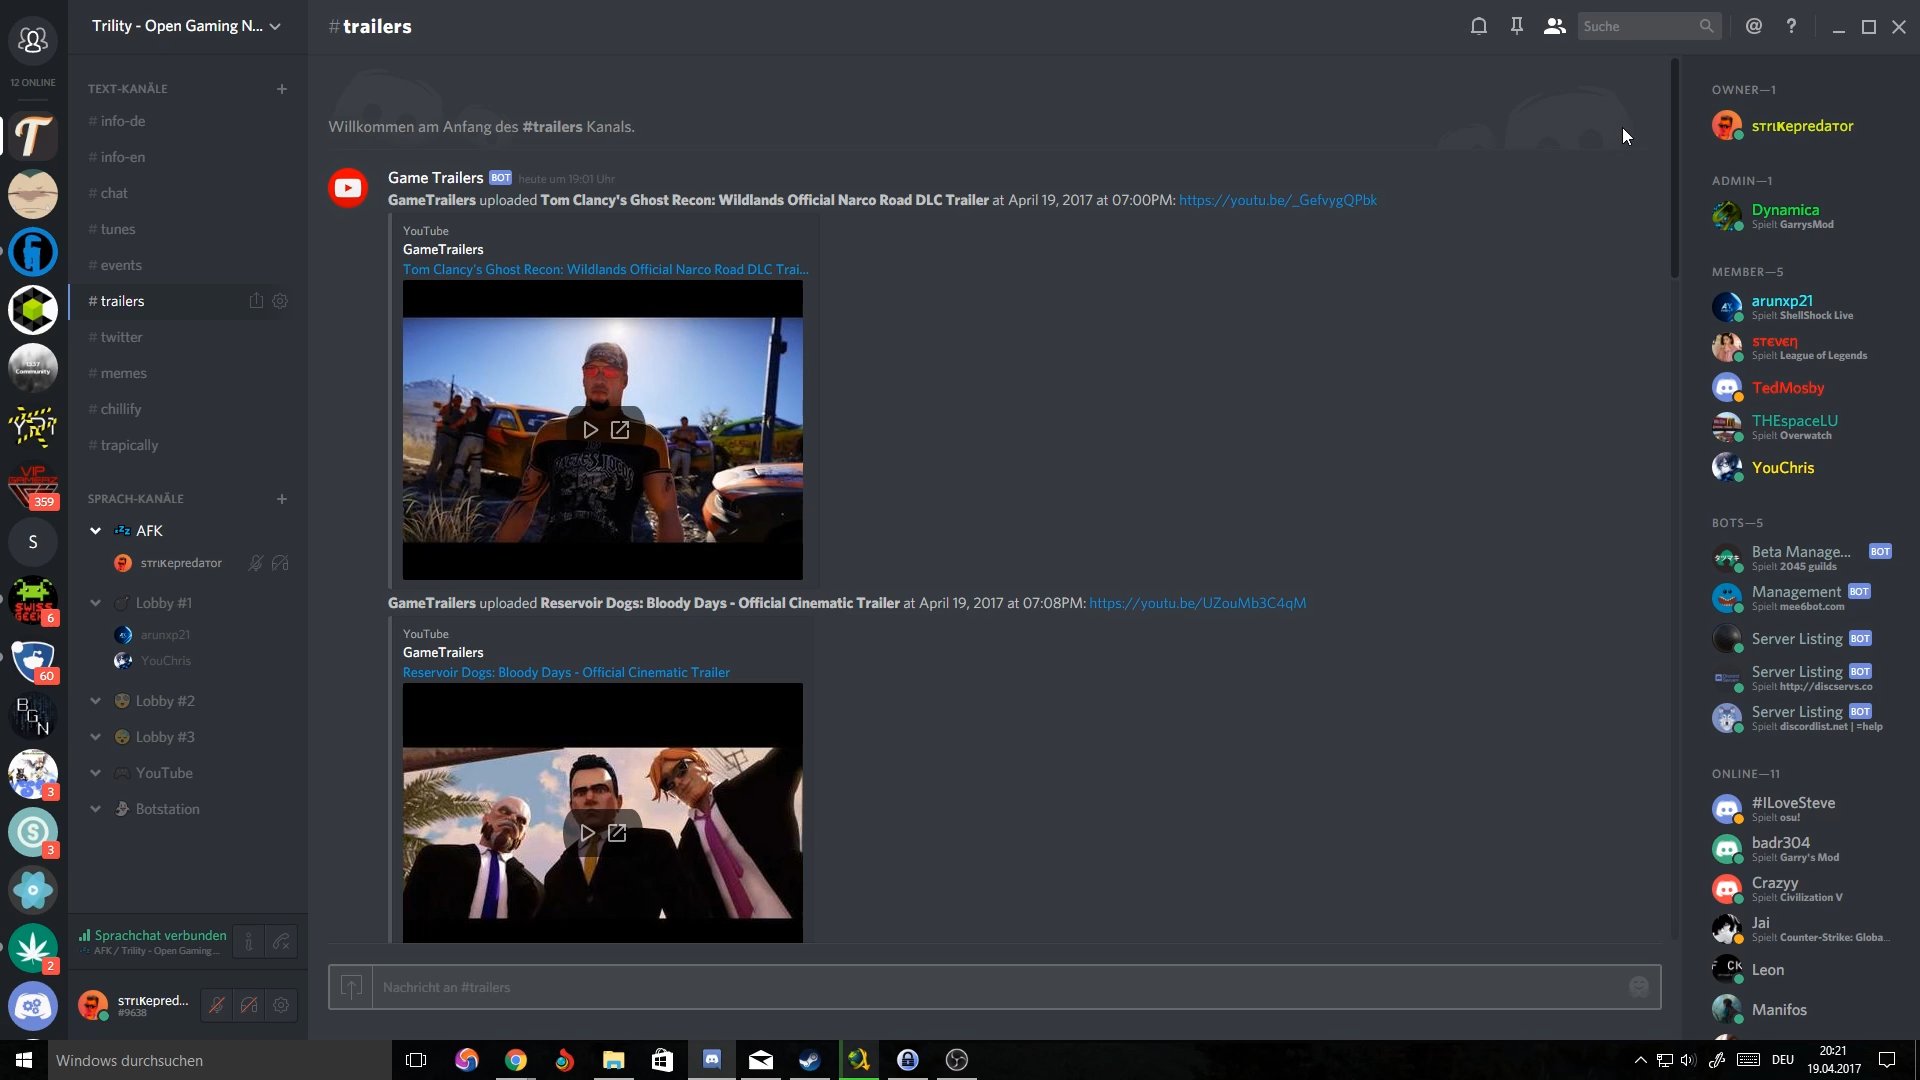 12 ONLINE
359
S
6
60
BGN
3
3
2
Trility - Open Gaming N...
TEXT-KANÄLE
# info-de
# info-en
# chat
# tunes
# events
# trailers
# twitter
# memes
# chillify
# trapically
SPRACH-KANÄLE
zZz AFK
sтrιĸepredaтor
Lobby #1
arunxp21
YouChris
Lobby #2
Lobby #3
YouTube
Botstation
Sprachchat verbunden
AFK / Trility - Open Gaming ...
sтrιĸepred...
#9638
# trailers
Suche
Willkommen am Anfang des #trailers Kanals.
Game Trailers BOT heute um 19:01 Uhr
GameTrailers uploaded Tom Clancy's Ghost Recon: Wildlands Official Narco Road DLC Trailer at April 19, 2017 at 07:00PM: https://youtu.be/_GefvygQPbk
YouTube
GameTrailers
Tom Clancy's Ghost Recon: Wildlands Official Narco Road DLC Trai...
GameTrailers uploaded Reservoir Dogs: Bloody Days - Official Cinematic Trailer at April 19, 2017 at 07:08PM: https://youtu.be/UZouMb3C4qM
YouTube
GameTrailers
Reservoir Dogs: Bloody Days - Official Cinematic Trailer
Nachricht an #trailers
OWNER—1
sтrιĸepredaтor
ADMIN—1
Dynamica
Spielt GarrysMod
MEMBER—5
arunxp21
Spielt ShellShock Live
sтєνєη
Spielt League of Legends
TedMosby
THEspaceLU
Spielt Overwatch
YouChris
BOTS—5
Beta Manage... BOT
Spielt 2045 guilds
Management BOT
Spielt mee6bot.com
Server Listing BOT
Server Listing BOT
Spielt http://discservs.co
Server Listing BOT
Spielt discordlist.net | =help
ONLINE—11
#ILoveSteve
Spielt osu!
badr304
Spielt Garry's Mod
Crazyy
Spielt Civilization V
Jai
Spielt Counter-Strike: Globa...
Leon
Manifos
Windows durchsuchen
DEU
20:21
19.04.2017